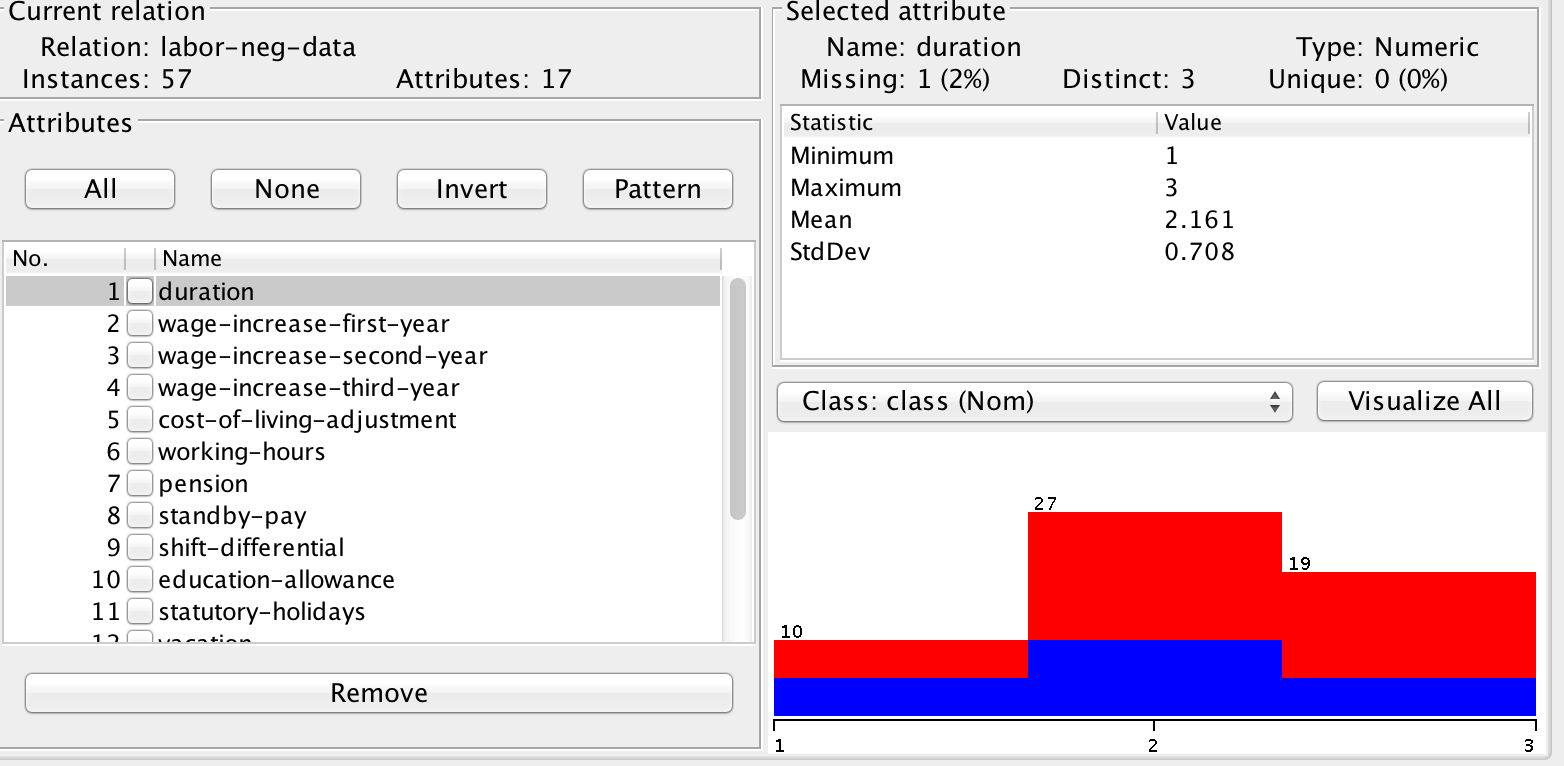 Current relation
Relation: labor-neg-data
Instances: 57 Attributes: 17
Attributes
All None Invert Pattern
No. Name
1 duration
2 wage-increase-first-year
3 wage-increase-second-year
4 wage-increase-third-year
5 cost-of-living-adjustment
6 working-hours
7 pension
8 standby-pay
9 shift-differential
10 education-allowance
11 statutory-holidays
12 vacation
Remove
Selected attribute
Name: duration Type: Numeric
Missing: 1 (2%) Distinct: 3 Unique: 0 (0%)
Statistic Value
Minimum 1
Maximum 3
Mean 2.161
StdDev 0.708
Class: class (Nom) Visualize All
27
19
10
1 2 3